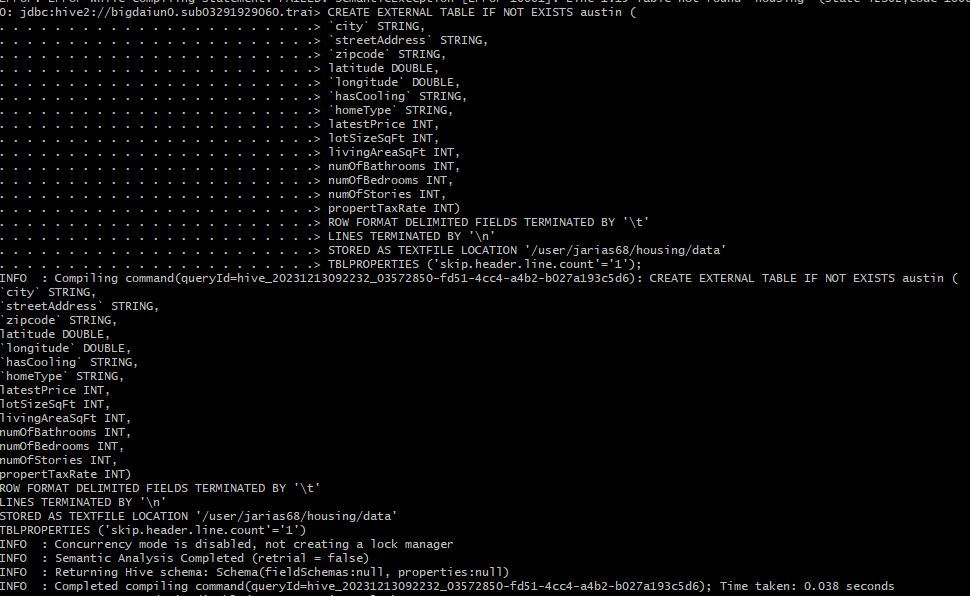 0: jdbc:hive2://bigdaiun0.sub03291929060.trai> CREATE EXTERNAL TABLE IF NOT EXISTS austin (
. . . . . . . . . . . . . . . . . . . . . . .> `city` STRING,
. . . . . . . . . . . . . . . . . . . . . . .> `streetAddress` STRING,
. . . . . . . . . . . . . . . . . . . . . . .> `zipcode` STRING,
. . . . . . . . . . . . . . . . . . . . . . .> latitude DOUBLE,
. . . . . . . . . . . . . . . . . . . . . . .> `longitude` DOUBLE,
. . . . . . . . . . . . . . . . . . . . . . .> `hasCooling` STRING,
. . . . . . . . . . . . . . . . . . . . . . .> `homeType` STRING,
. . . . . . . . . . . . . . . . . . . . . . .> latestPrice INT,
. . . . . . . . . . . . . . . . . . . . . . .> lotSizeSqFt INT,
. . . . . . . . . . . . . . . . . . . . . . .> livingAreaSqFt INT,
. . . . . . . . . . . . . . . . . . . . . . .> numOfBathrooms INT,
. . . . . . . . . . . . . . . . . . . . . . .> numOfBedrooms INT,
. . . . . . . . . . . . . . . . . . . . . . .> numOfStories INT,
. . . . . . . . . . . . . . . . . . . . . . .> propertTaxRate INT)
. . . . . . . . . . . . . . . . . . . . . . .> ROW FORMAT DELIMITED FIELDS TERMINATED BY '\t'
. . . . . . . . . . . . . . . . . . . . . . .> LINES TERMINATED BY '\n'
. . . . . . . . . . . . . . . . . . . . . . .> STORED AS TEXTFILE LOCATION '/user/jarias68/housing/data'
. . . . . . . . . . . . . . . . . . . . . . .> TBLPROPERTIES ('skip.header.line.count'='1');
INFO  : Compiling command(queryId=hive_20231213092232_03572850-fd51-4cc4-a4b2-b027a193c5d6): CREATE EXTERNAL TABLE IF NOT EXISTS austin (
`city` STRING,
`streetAddress` STRING,
`zipcode` STRING,
latitude DOUBLE,
`longitude` DOUBLE,
`hasCooling` STRING,
`homeType` STRING,
latestPrice INT,
lotSizeSqFt INT,
livingAreaSqFt INT,
numOfBathrooms INT,
numOfBedrooms INT,
numOfStories INT,
propertTaxRate INT)
ROW FORMAT DELIMITED FIELDS TERMINATED BY '\t'
LINES TERMINATED BY '\n'
STORED AS TEXTFILE LOCATION '/user/jarias68/housing/data'
TBLPROPERTIES ('skip.header.line.count'='1')
INFO  : Concurrency mode is disabled, not creating a lock manager
INFO  : Semantic Analysis Completed (retrial = false)
INFO  : Returning Hive schema: Schema(fieldSchemas:null, properties:null)
INFO  : Completed compiling command(queryId=hive_20231213092232_03572850-fd51-4cc4-a4b2-b027a193c5d6); Time taken: 0.038 seconds